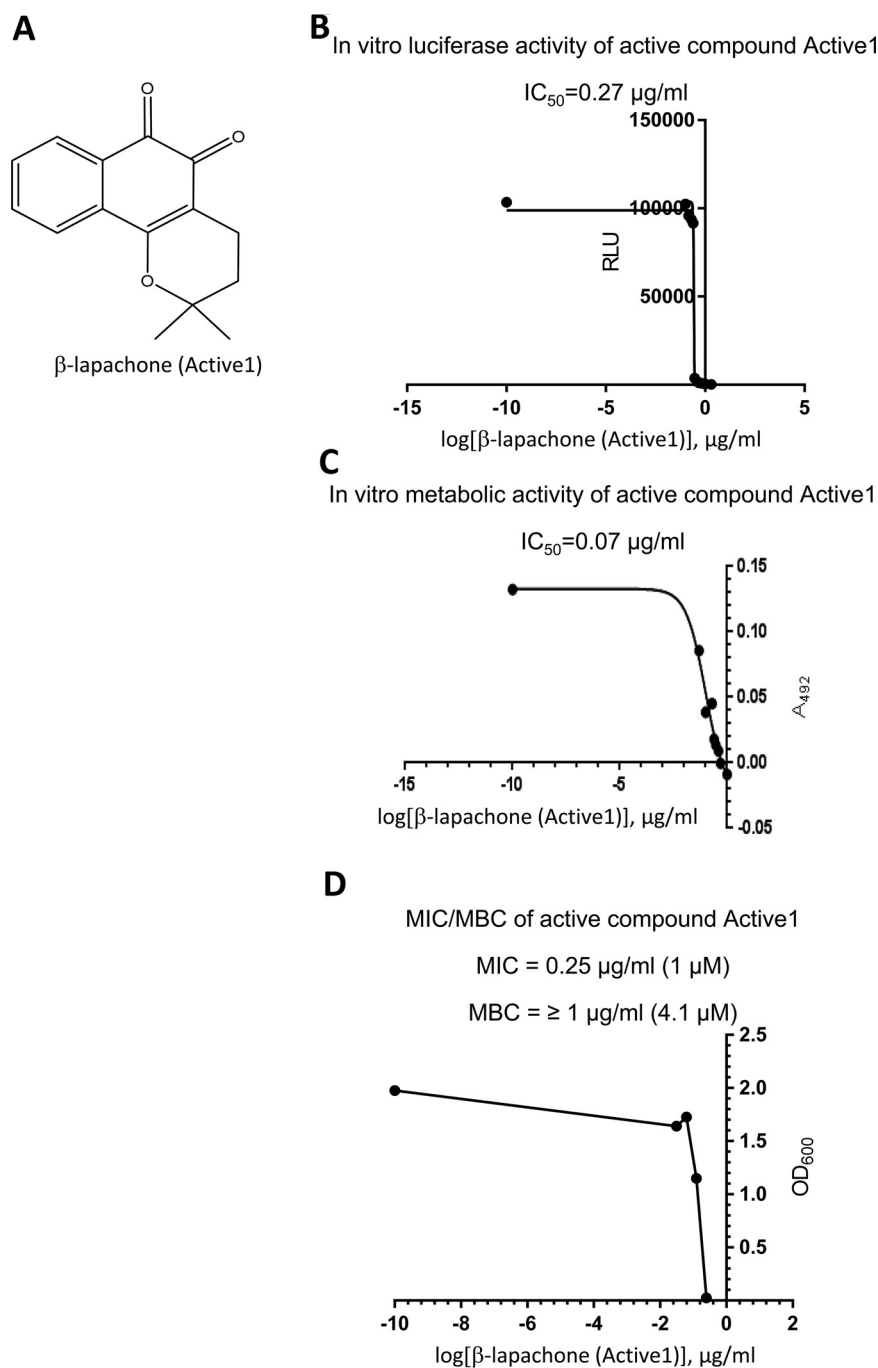 A
O
O
O
β-lapachone (Active1)
B
In vitro luciferase activity of active compound Active1
IC50=0.27 µg/ml
150000
100000
50000
RLU
-15
-10
-5
0
5
log[β-lapachone (Active1)], µg/ml
C
In vitro metabolic activity of active compound Active1
IC50=0.07 µg/ml
0.15
0.10
0.05
0.00
-0.05
A492
-15
-10
-5
log[β-lapachone (Active1)], µg/ml
D
MIC/MBC of active compound Active1
MIC = 0.25 µg/ml (1 µM)
MBC = ≥ 1 µg/ml (4.1 µM)
2.5
2.0
1.5
1.0
0.5
OD600
-10
-8
-6
-4
-2
0
2
log[β-lapachone (Active1)], µg/ml